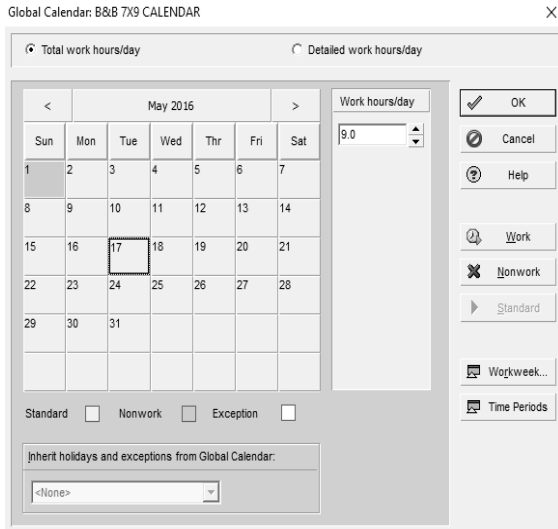 Global Calendar: B&B 7X9 CALENDAR X
Total work hours/day Detailed work hours/day
< May 2016 >
Work hours/day
Sun Mon Tue Wed Thr Fri Sat
9.0
1 2 3 4 5 6 7
8 9 10 11 12 13 14
15 16 17 18 19 20 21
22 23 24 25 26 27 28
29 30 31
Standard Nonwork Exception
Inherit holidays and exceptions from Global Calendar:
<None>
OK
Cancel
Help
Work
Nonwork
Standard
Workweek...
Time Periods